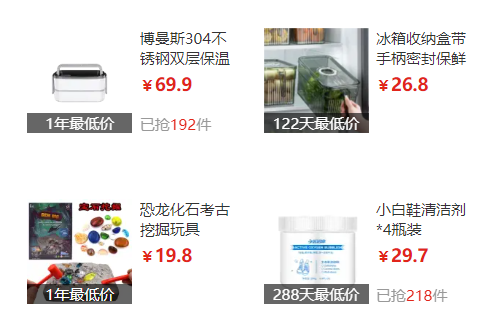 博曼斯304不
锈钢双层保温
¥69.9
1年最低价
已抢192件
冰箱收纳盒带
手柄密封保鲜
¥26.8
122天最低价
恐龙化石考古
挖掘玩具
¥19.8
1年最低价
小白鞋清洁剂
*4瓶装
¥29.7
288天最低价
已抢218件